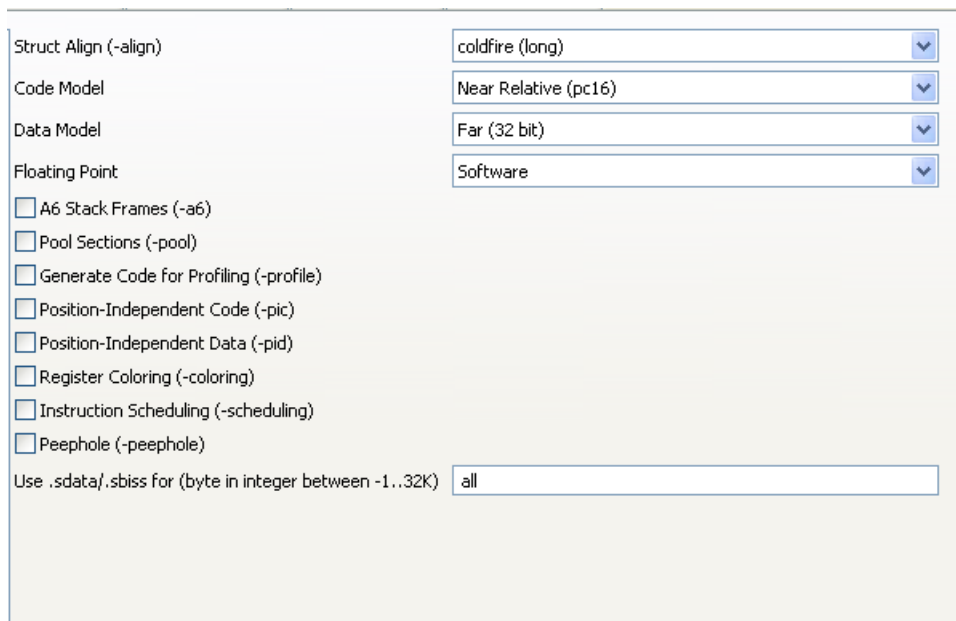 Struct Align (-align) coldfire (long)
Code Model Near Relative (pc16)
Data Model Far (32 bit)
Floating Point Software
A6 Stack Frames (-a6)
Pool Sections (-pool)
Generate Code for Profiling (-profile)
Position-Independent Code (-pic)
Position-Independent Data (-pid)
Register Coloring (-coloring)
Instruction Scheduling (-scheduling)
Peephole (-peephole)
Use .sdata/.sbiss for (byte in integer between -1..32K) all